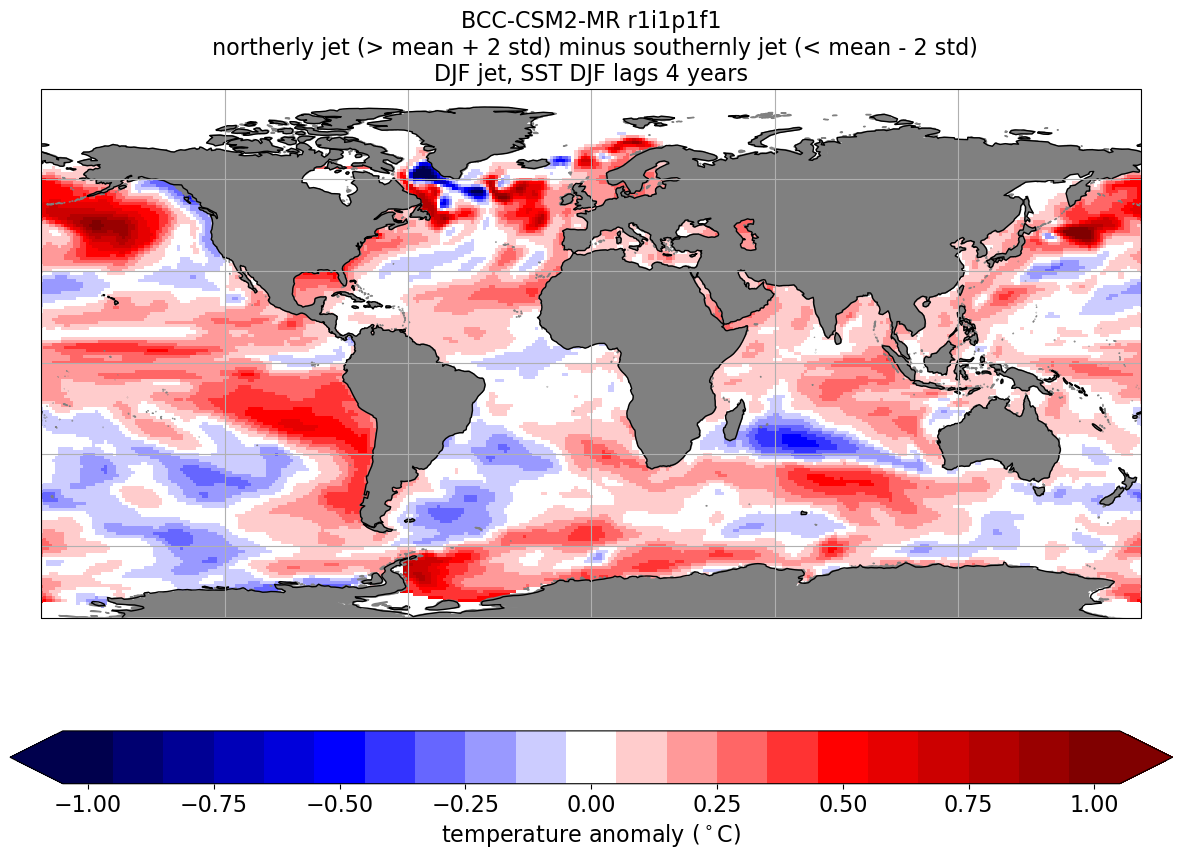 BCC-CSM2-MR r1i1p1f1
northerly jet (> mean + 2 std) minus southernly jet (< mean - 2 std)
DJF jet, SST DJF lags 4 years
−1.00 −0.75 −0.50 −0.25 0.00 0.25 0.50 0.75 1.00
temperature anomaly (°C)